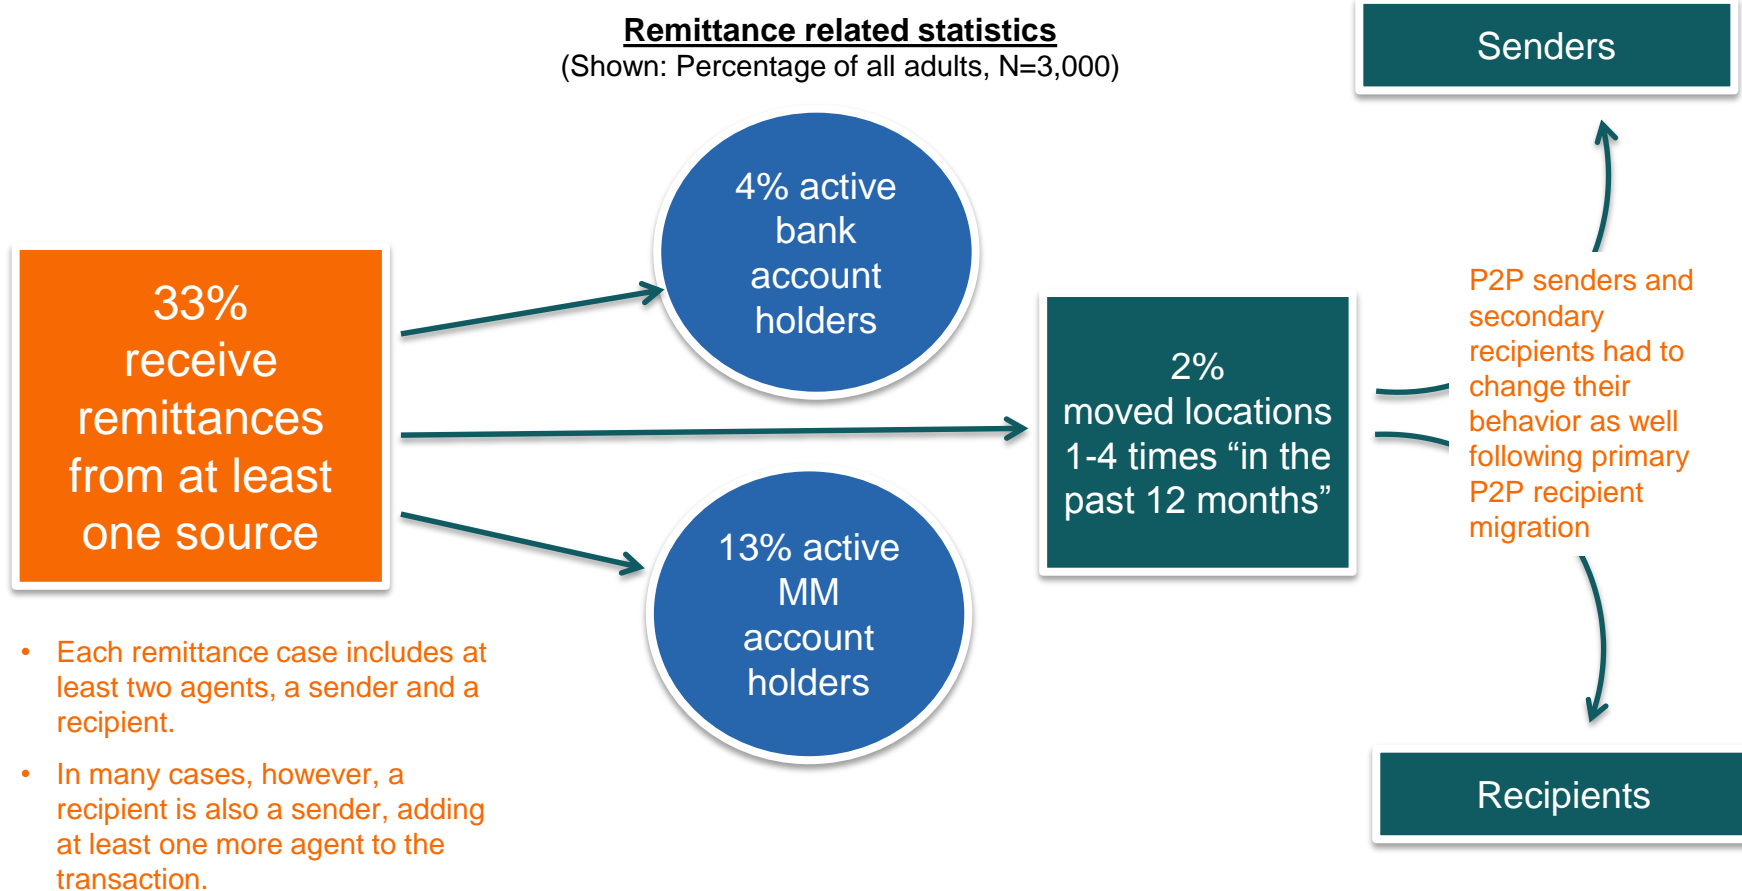 Remittance related statistics
(Shown: Percentage of all adults, N=3,000)
Senders
4% active
bank
account
holders
33%
receive
remittances
from at least
one source
2%
moved locations
1-4 times “in the
past 12 months”
P2P senders and
secondary
recipients had to
change their
behavior as well
following primary
P2P recipient
migration
13% active
MM
account
holders
• Each remittance case includes at
least two agents, a sender and a
recipient.
• In many cases, however, a
recipient is also a sender, adding
at least one more agent to the
transaction.
Recipients